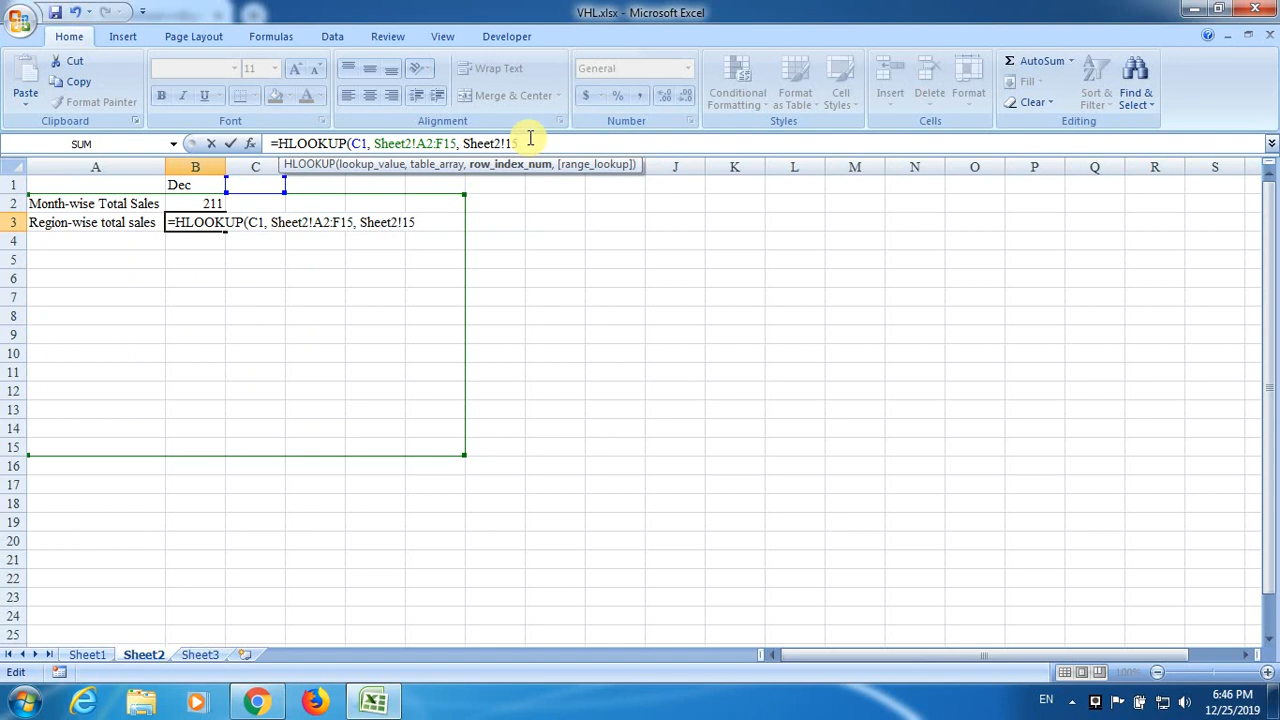 VHL.xlsx - Microsoft Excel
Home Insert Page Layout Formulas Data Review View Developer
Cut
Copy
Format Painter
Paste
Clipboard
11
Font
Wrap Text
Merge & Center
Alignment
General
Number
Conditional Formatting
Format as Table
Cell Styles
Styles
Insert
Delete
Format
Cells
AutoSum
Fill
Clear
Sort & Filter
Find & Select
Editing
SUM
=HLOOKUP(C1, Sheet2!A2:F15, Sheet2!15
HLOOKUP(lookup_value, table_array, row_index_num, [range_lookup])
A B C J K L M N O P Q R S
1 Dec
2 Month-wise Total Sales 211
3 Region-wise total sales =HLOOKUP(C1, Sheet2!A2:F15, Sheet2!15
4
5
6
7
8
9
10
11
12
13
14
15
16
17
18
19
20
21
22
23
24
25
Sheet1 Sheet2 Sheet3
Edit
100%
EN
6:46 PM
12/25/2019